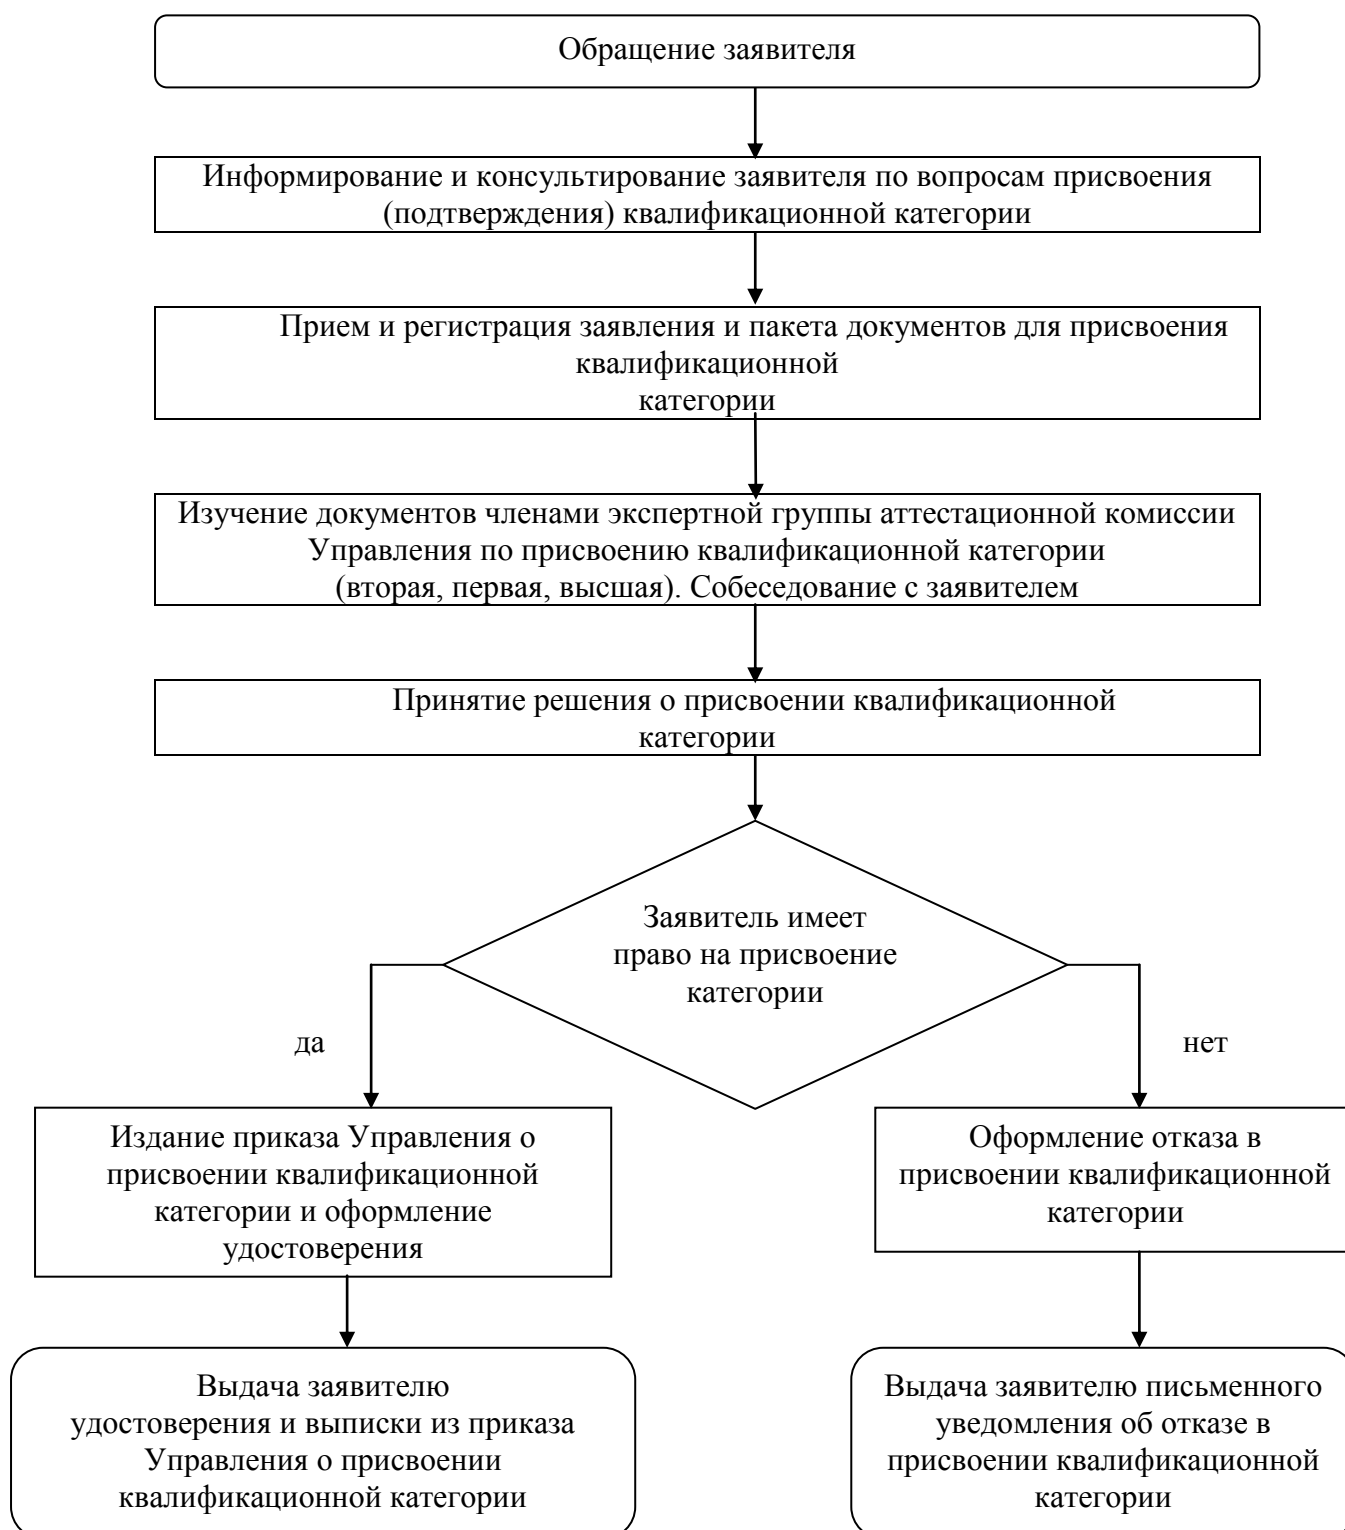 Обращение заявителя
Информирование и консультирование заявителя по вопросам присвоения
(подтверждения) квалификационной категории
Прием и регистрация заявления и пакета документов для присвоения
квалификационной
категории
Изучение документов членами экспертной группы аттестационной комиссии
Управления по присвоению квалификационной категории
(вторая, первая, высшая). Собеседование с заявителем
Принятие решения о присвоении квалификационной
категории
Заявитель имеет
право на присвоение
категории
да
нет
Издание приказа Управления о
присвоении квалификационной
категории и оформление
удостоверения
Оформление отказа в
присвоении квалификационной
категории
Выдача заявителю
удостоверения и выписки из приказа
Управления о присвоении
квалификационной категории
Выдача заявителю письменного
уведомления об отказе в
присвоении квалификационной
категории